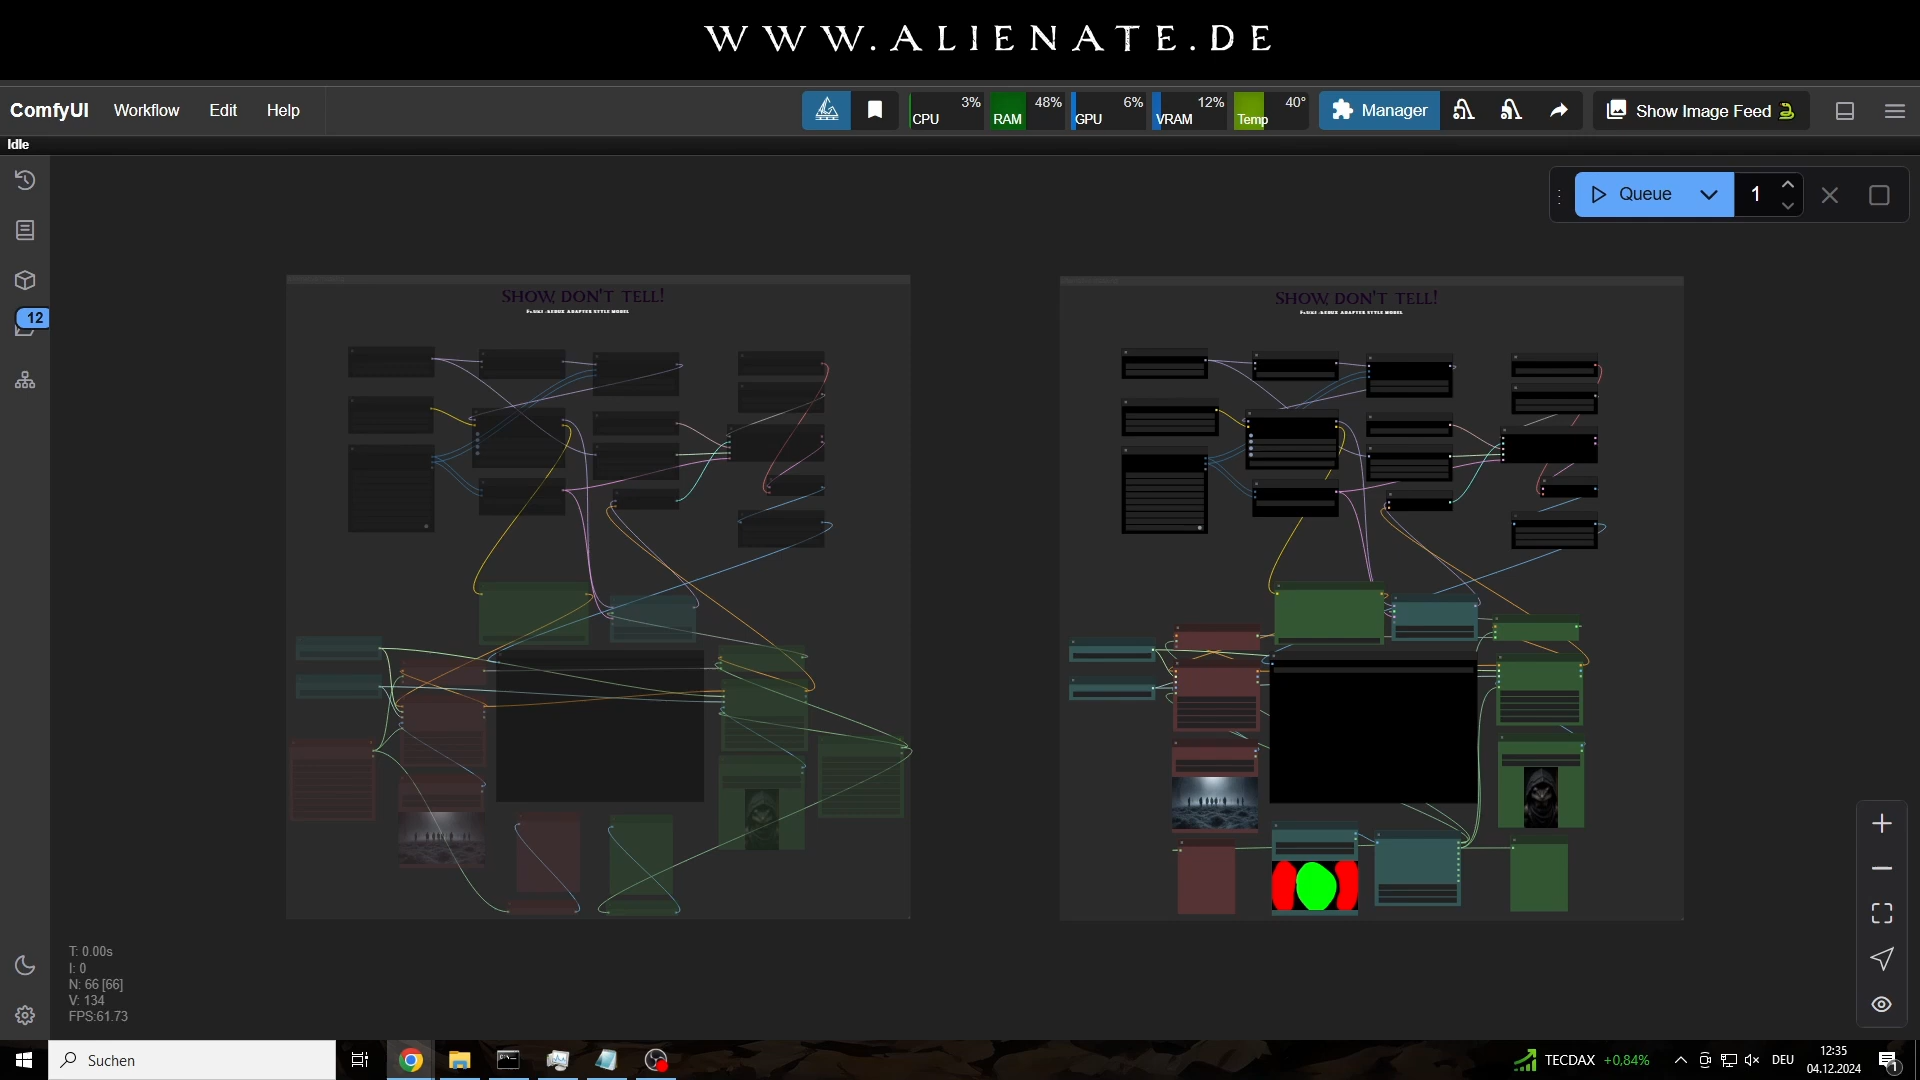 WWW.ALIENATE.DE
ComfyUI Workflow Edit Help
CPU 3% RAM 48% GPU 6% VRAM 12% Temp 40°
Manager Show Image Feed
Idle
Queue 1
12
SHOW, DON'T TELL! SHOW, DON'T TELL!
T: 0.00s
I: 0
N: 66 [66]
V: 134
FPS:61.73
Suchen
TECDAX +0,84%
DEU
12:35
04.12.2024
1